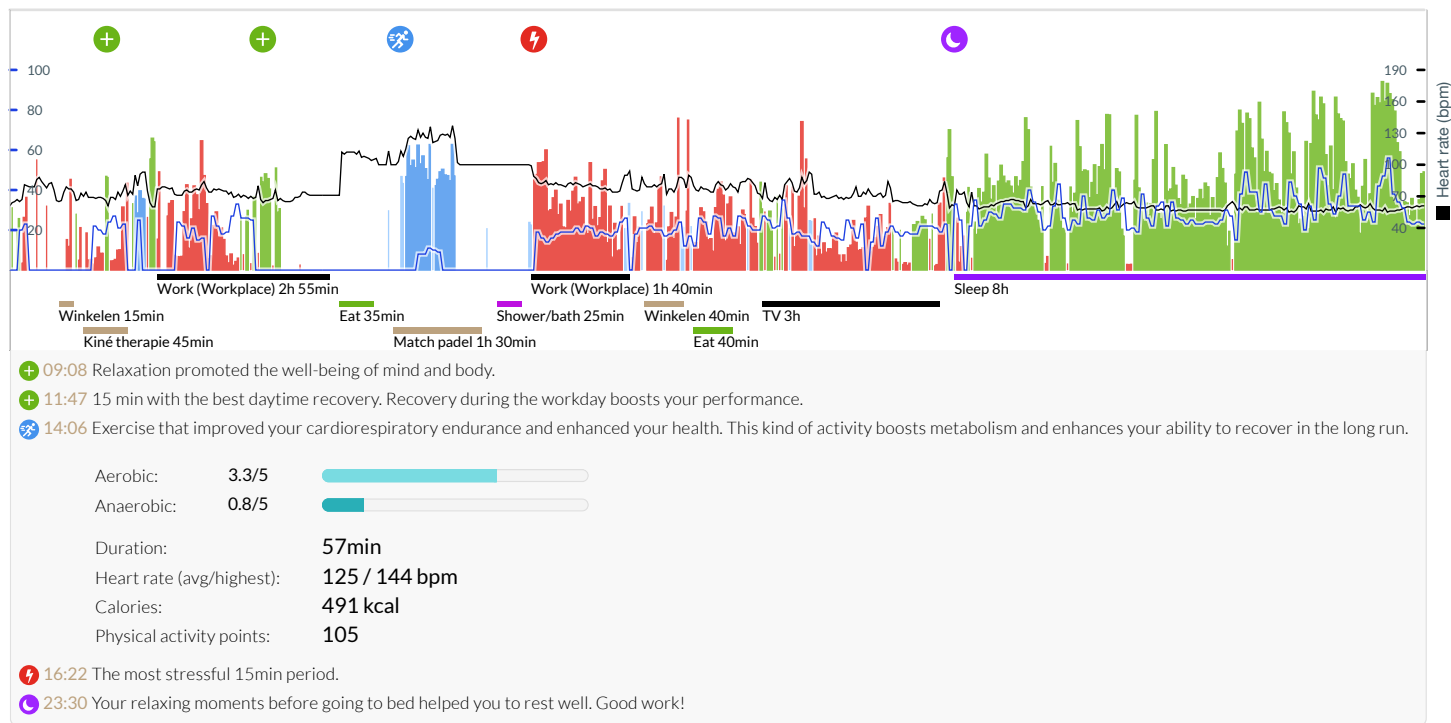 100 190
80 160
60 130
40 100
20 70
40
Heart rate (bpm)
Work (Workplace) 2h 55min Work (Workplace) 1h 40min Sleep 8h
Winkelen 15min Eat 35min Shower/bath 25min Winkelen 40min TV 3h
Kiné therapie 45min Match padel 1h 30min Eat 40min
09:08 Relaxation promoted the well-being of mind and body.
11:47 15 min with the best daytime recovery. Recovery during the workday boosts your performance.
14:06 Exercise that improved your cardiorespiratory endurance and enhanced your health. This kind of activity boosts metabolism and enhances your ability to recover in the long run.
Aerobic: 3.3/5
Anaerobic: 0.8/5
Duration: 57min
Heart rate (avg/highest): 125 / 144 bpm
Calories: 491 kcal
Physical activity points: 105
16:22 The most stressful 15min period.
23:30 Your relaxing moments before going to bed helped you to rest well. Good work!